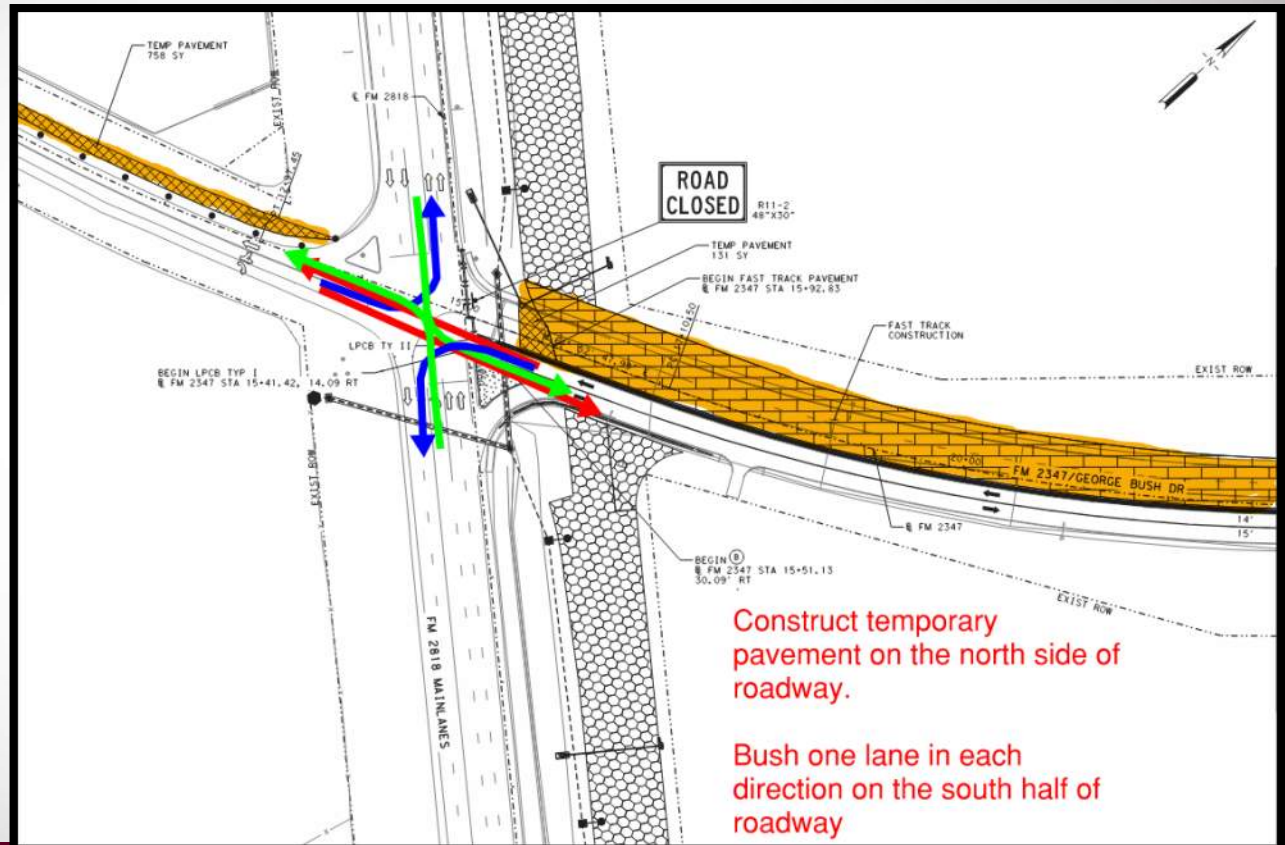 TEMP PAVEMENT
758 SY
EXIST ROW
℄ FM 2818
N
ROAD
CLOSED
R11-2
48"X30"
TEMP PAVEMENT
131 SY
BEGIN FAST TRACK PAVEMENT
℄ FM 2347 STA 15+92.83
FAST TRACK
CONSTRUCTION
EXIST ROW
LPCB TY II
BEGIN LPCB TYP I
℄ FM 2347 STA 15+41.42, 14.09 RT
EXIST ROW
20+00
FM 2347/GEORGE BUSH DR
14'
15'
℄ FM 2347
BEGIN B
℄ FM 2347 STA 15+51.13
30.09' RT
EXIST ROW
FM 2818 MAINLANES
Construct temporary
pavement on the north side of
roadway.
Bush one lane in each
direction on the south half of
roadway